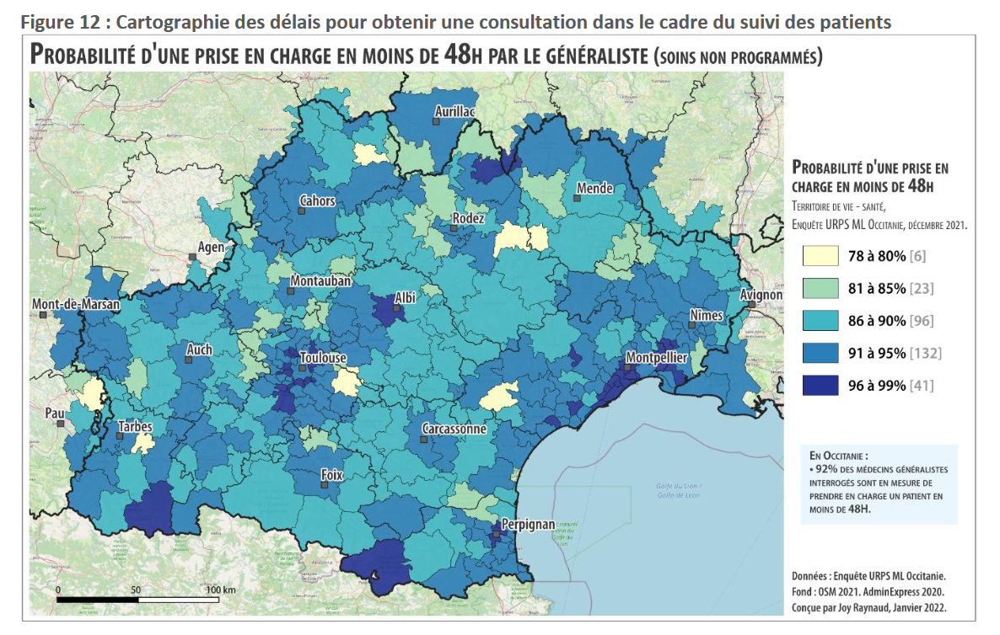 Figure 12 : Cartographie des délais pour obtenir une consultation dans le cadre du suivi des patients
PROBABILITÉ D'UNE PRISE EN CHARGE EN MOINS DE 48H PAR LE GÉNÉRALISTE (SOINS NON PROGRAMMÉS)
Aurillac
Cahors
Mende
Rodez
Agen
Montauban
Albi
Mont-de-Marsan
Avignon
Nîmes
Auch
Toulouse
Montpellier
Pau
Tarbes
Carcassonne
Foix
Golfe du Lion /
Golfe de Leon
Perpignan
Andorra
0 50 100 km
PROBABILITÉ D'UNE PRISE EN
CHARGE EN MOINS DE 48H
TERRITOIRE DE VIE - SANTÉ,
ENQUÊTE URPS ML OCCITANIE, DÉCEMBRE 2021.
78 à 80% [6]
81 à 85% [23]
86 à 90% [96]
91 à 95% [132]
96 à 99% [41]
EN OCCITANIE :
• 92% DES MÉDECINS GÉNÉRALISTES
INTERROGÉS SONT EN MESURE DE
PRENDRE EN CHARGE UN PATIENT EN
MOINS DE 48H.
Données : Enquête URPS ML Occitanie.
Fond : OSM 2021. AdminExpress 2020.
Conçue par Joy Raynaud, Janvier 2022.